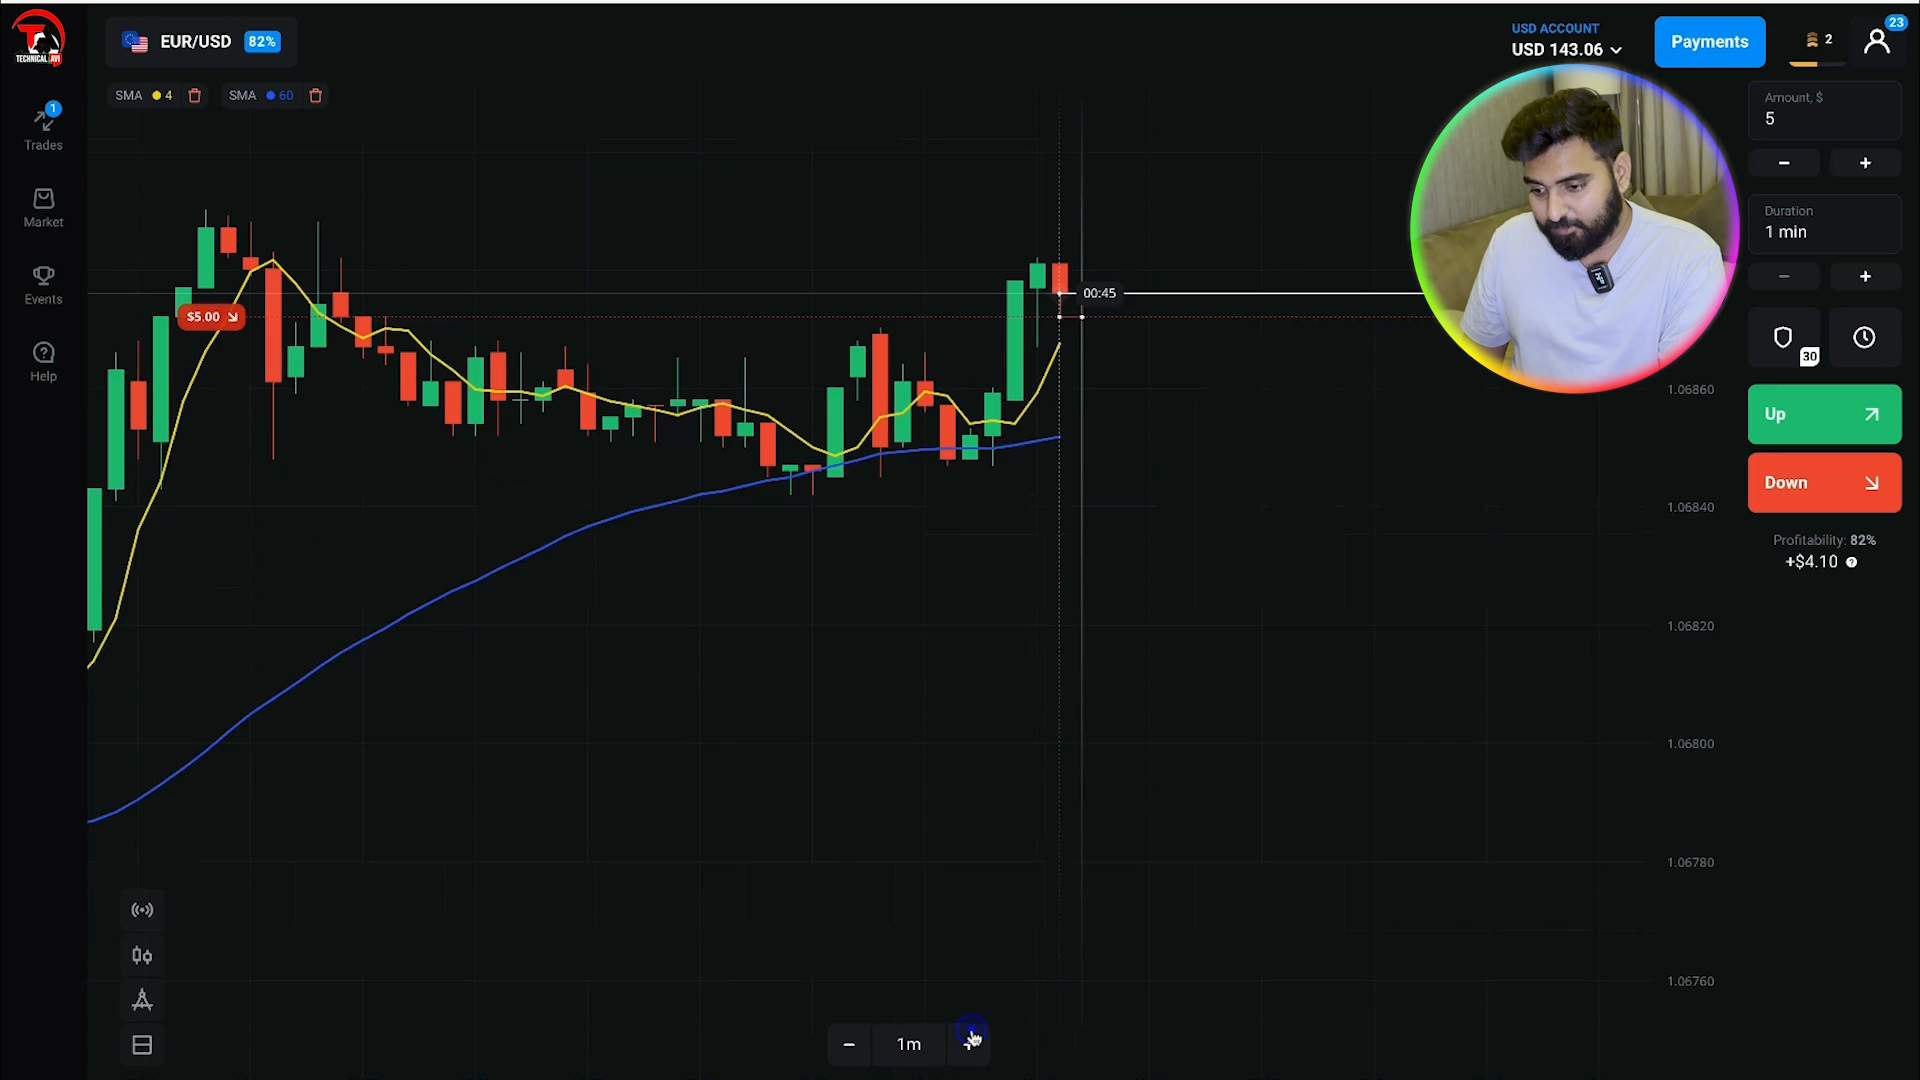 TECHNICAL AVI
EUR/USD 82%
USD ACCOUNT
USD 143.06
Payments
2
23
SMA 4
SMA 60
1
Trades
Market
Events
Help
Amount, $
5
Duration
1 min
30
Up
Down
Profitability: 82%
+$4.10
$5.00
00:45
1.06860
1.06840
1.06820
1.06800
1.06780
1.06760
1m